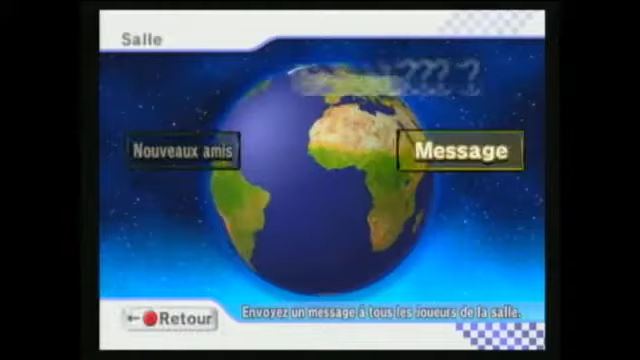 Salle
??? ?
Nouveaux amis
Message
Envoyez un message à tous les joueurs de la salle.
Retour